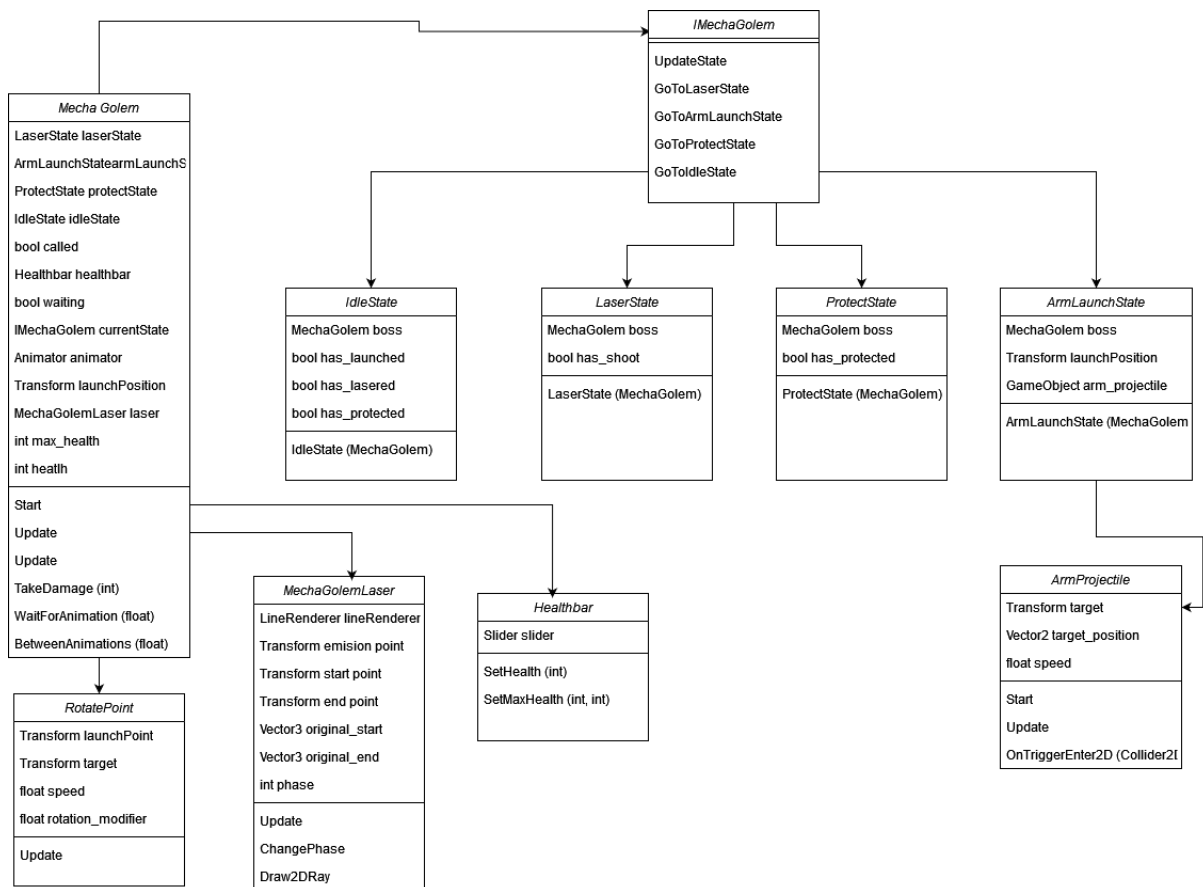 IMechaGolem
UpdateState
GoToLaserState
GoToArmLaunchState
GoToProtectState
GoToIdleState
Mecha Golem
LaserState laserState
ArmLaunchStatearmLaunchS
ProtectState protectState
IdleState idleState
bool called
Healthbar healthbar
bool waiting
IMechaGolem currentState
Animator animator
Transform launchPosition
MechaGolemLaser laser
int max_health
int heatlh
Start
Update
Update
TakeDamage (int)
WaitForAnimation (float)
BetweenAnimations (float)
IdleState
MechaGolem boss
bool has_launched
bool has_lasered
bool has_protected
IdleState (MechaGolem)
LaserState
MechaGolem boss
bool has_shoot
LaserState (MechaGolem)
ProtectState
MechaGolem boss
bool has_protected
ProtectState (MechaGolem)
ArmLaunchState
MechaGolem boss
Transform launchPosition
GameObject arm_projectile
ArmLaunchState (MechaGolem
RotatePoint
Transform launchPoint
Transform target
float speed
float rotation_modifier
Update
MechaGolemLaser
LineRenderer lineRenderer
Transform emision point
Transform start point
Transform end point
Vector3 original_start
Vector3 original_end
int phase
Update
ChangePhase
Draw2DRay
Healthbar
Slider slider
SetHealth (int)
SetMaxHealth (int, int)
ArmProjectile
Transform target
Vector2 target_position
float speed
Start
Update
OnTriggerEnter2D (Collider2D